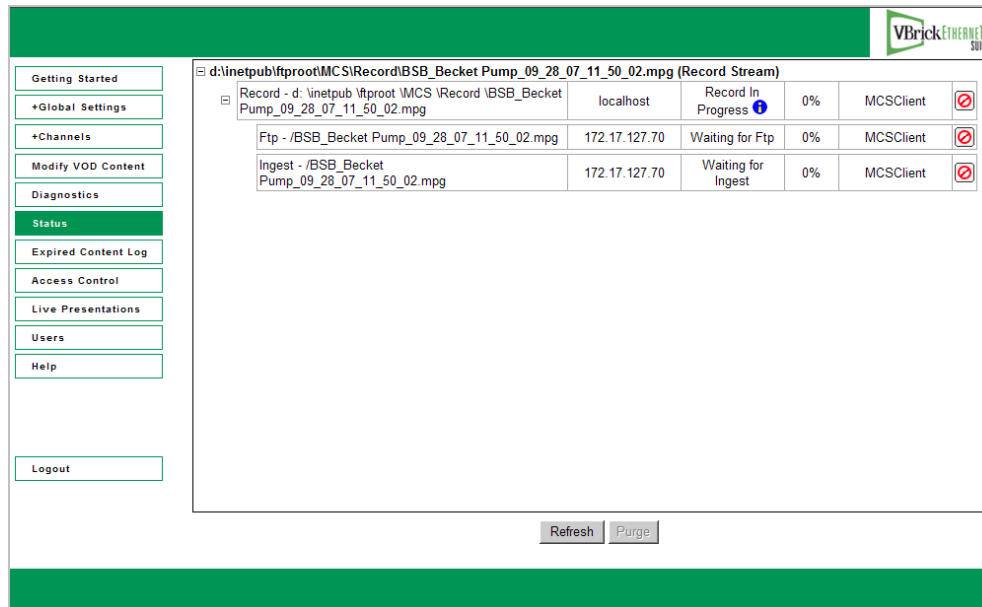 VBrick ETHERNET
SUI
Getting Started
+Global Settings
+Channels
Modify VOD Content
Diagnostics
Status
Expired Content Log
Access Control
Live Presentations
Users
Help
Logout
d:\inetpub\ftproot\MCS\Record\BSB_Becket Pump_09_28_07_11_50_02.mpg (Record Stream)
Record - d: \inetpub \ftproot \MCS \Record \BSB_Becket
Pump_09_28_07_11_50_02.mpg
localhost
Record In
Progress
0%
MCSClient
Ftp - /BSB_Becket Pump_09_28_07_11_50_02.mpg
172.17.127.70
Waiting for Ftp
0%
MCSClient
Ingest - /BSB_Becket
Pump_09_28_07_11_50_02.mpg
172.17.127.70
Waiting for
Ingest
0%
MCSClient
Refresh
Purge